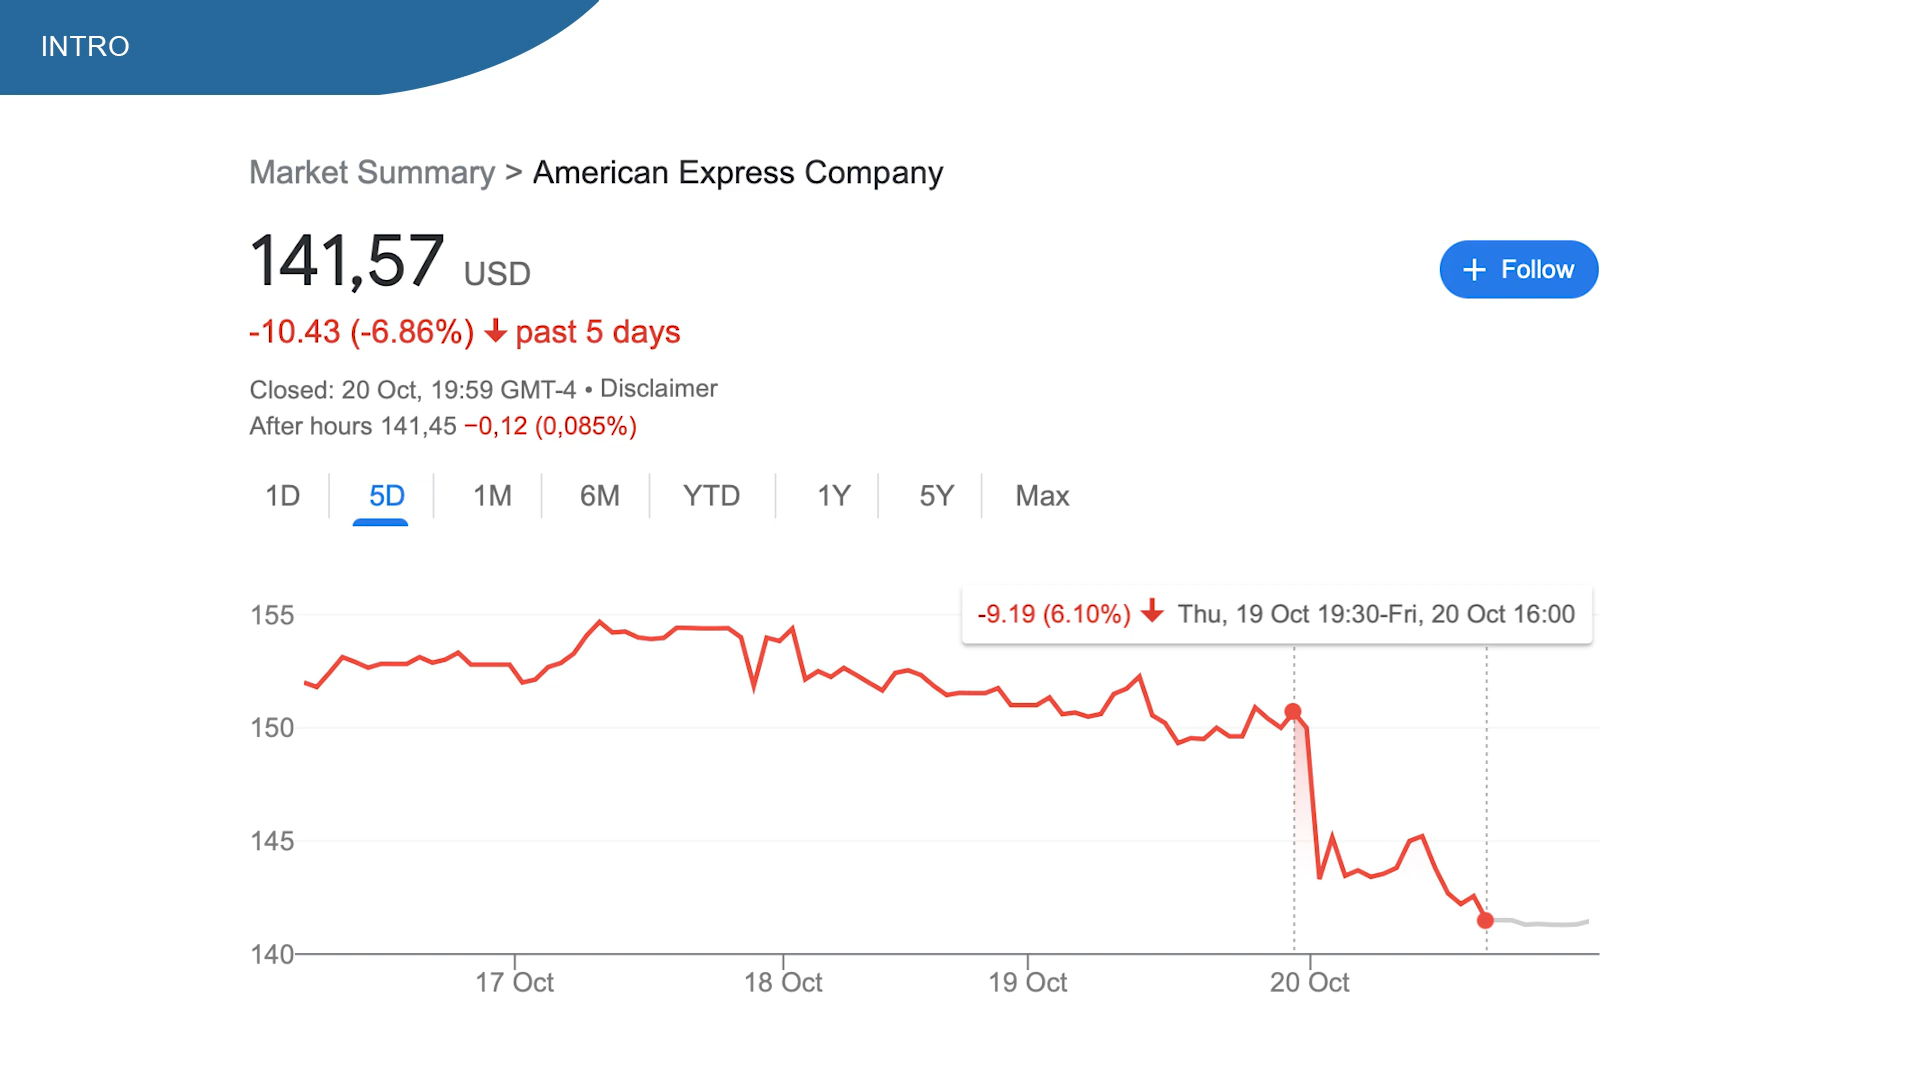 INTRO
Market Summary > American Express Company
141,57 USD
+ Follow
-10.43 (-6.86%) past 5 days
Closed: 20 Oct, 19:59 GMT-4 • Disclaimer
After hours 141,45 −0,12 (0,085%)
1D 5D 1M 6M YTD 1Y 5Y Max
-9.19 (6.10%) Thu, 19 Oct 19:30-Fri, 20 Oct 16:00
155
150
145
140
17 Oct 18 Oct 19 Oct 20 Oct